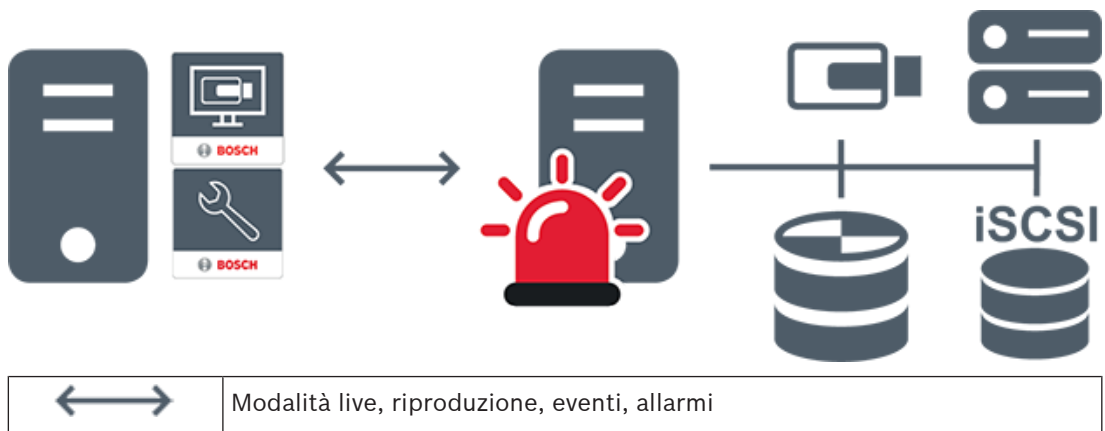 BOSCH
BOSCH
iSCSI
Modalità live, riproduzione, eventi, allarmi